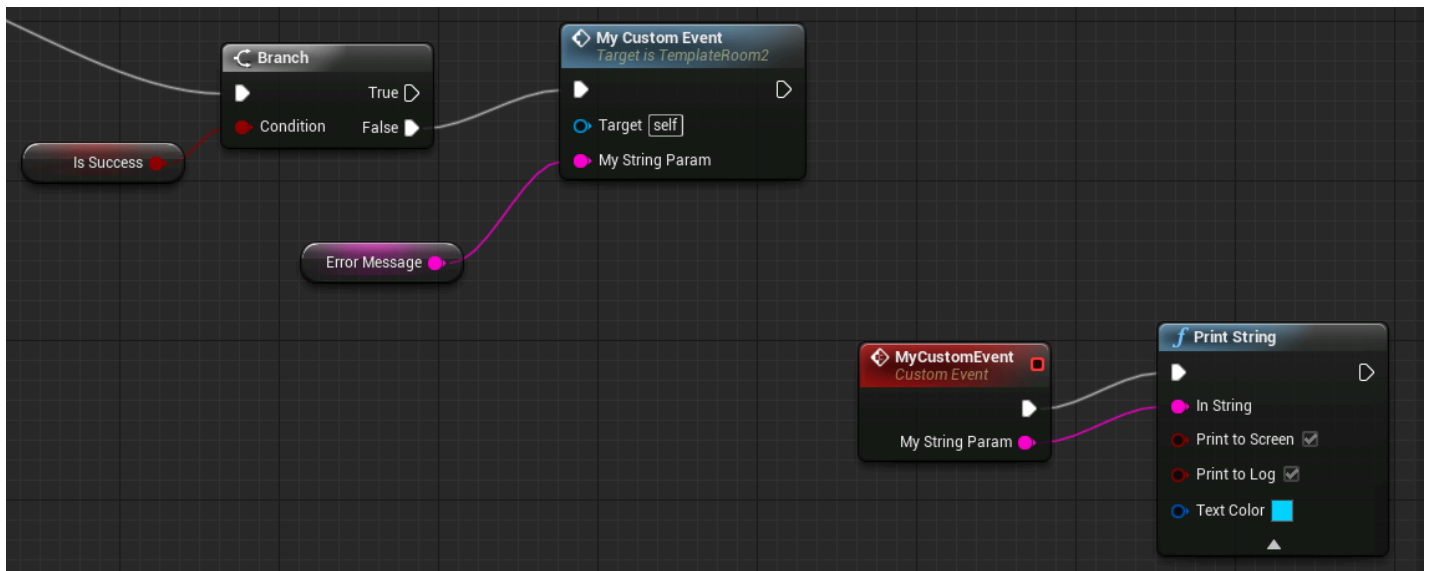 Branch
True
Condition
False
Is Success
My Custom Event
Target is TemplateRoom2
Target self
My String Param
Error Message
MyCustomEvent
Custom Event
My String Param
f Print String
In String
Print to Screen
Print to Log
Text Color